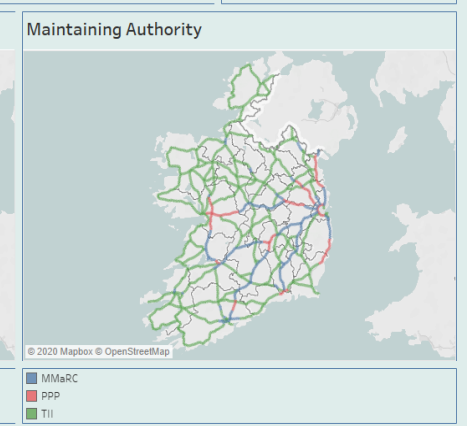 Maintaining Authority
© 2020 Mapbox © OpenStreetMap
MMaRC
PPP
TII